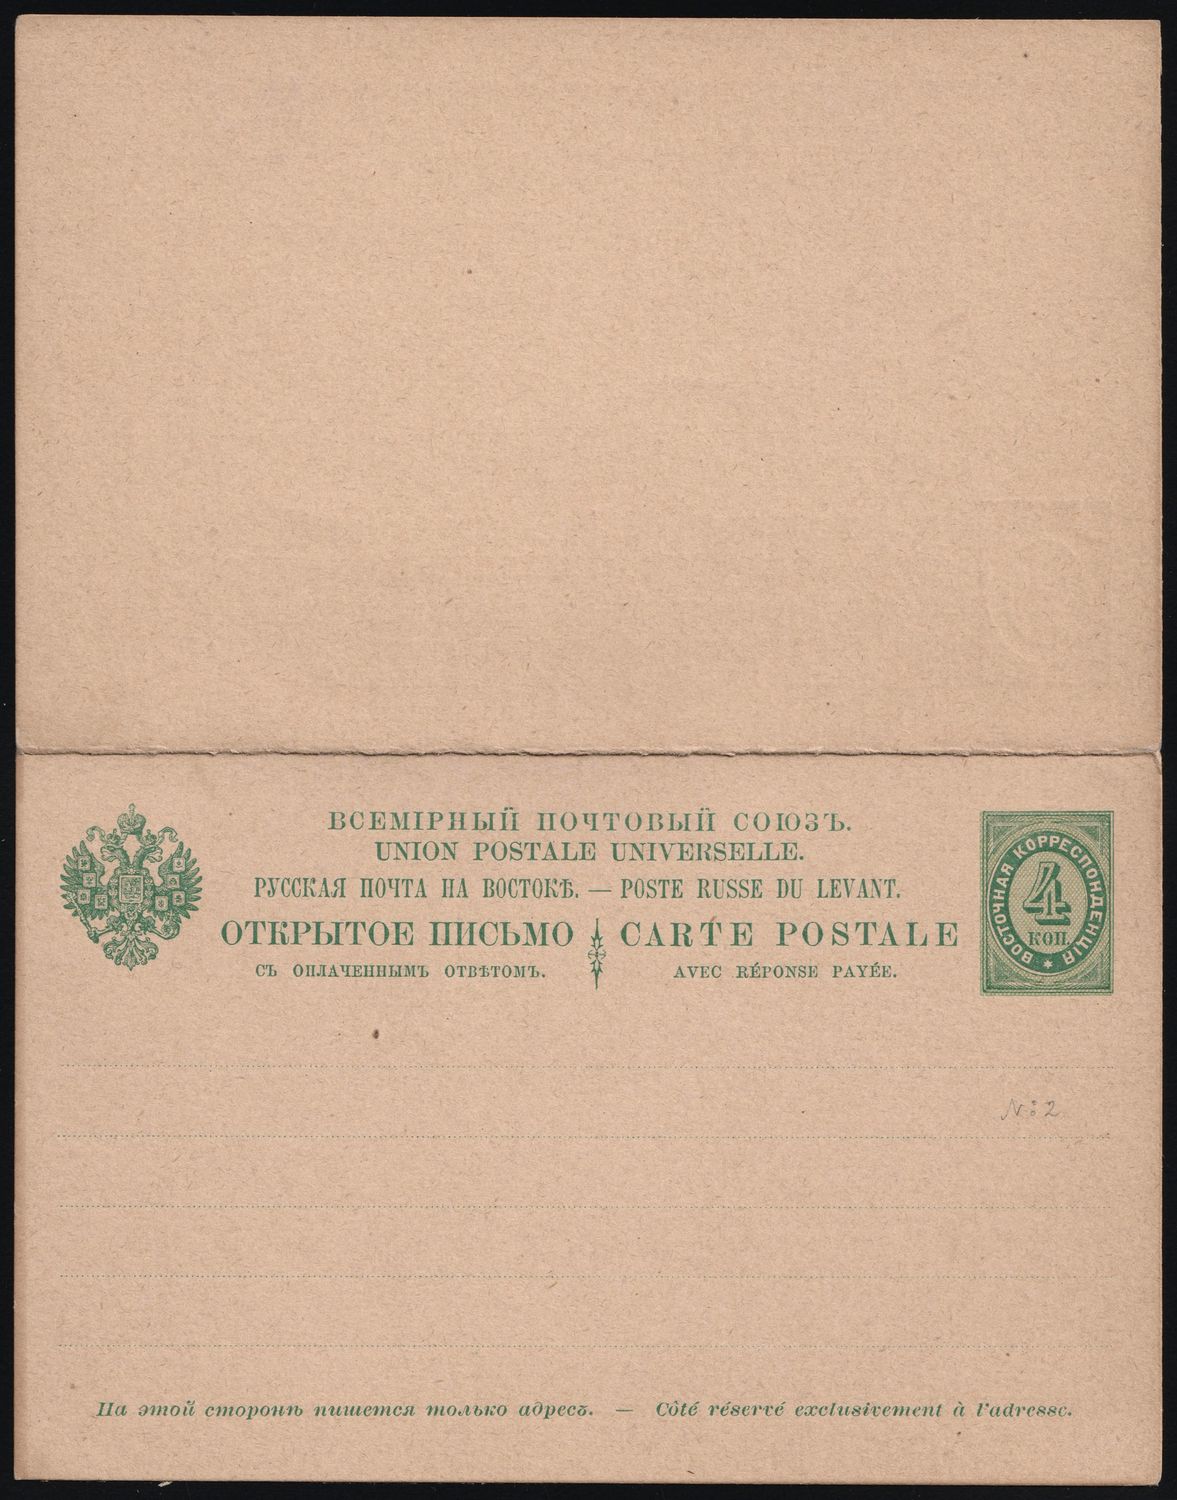 ВСЕМІРНЫЙ ПОЧТОВЫЙ СОЮЗЪ.
UNION POSTALE UNIVERSELLE.
РУССКАЯ ПОЧТА НА ВОСТОКѢ. — POSTE RUSSE DU LEVANT.
ОТКРЫТОЕ ПИСЬМО CARTE POSTALE
СЪ ОПЛАЧЕННЫМЪ ОТВѢТОМЪ. AVEC RÉPONSE PAYÉE.
ВОСТОЧНАЯ КОРРЕСПОНДЕНЦІЯ *
4
КОП.
N: 2
На этой сторонѣ пишется только адресъ. — Côté réservé exclusivement à l'adresse.